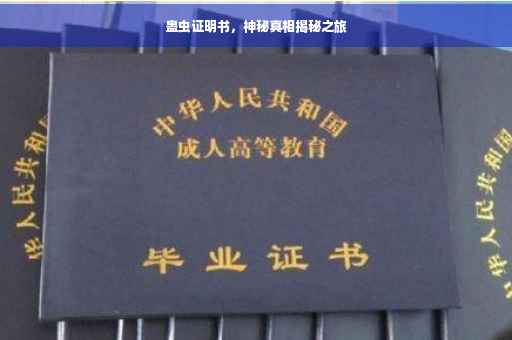 蛊虫证明书，神秘真相揭秘之旅
中华人民共和国
成人高等教育
毕业证书
华人民共和国
中华人民共和